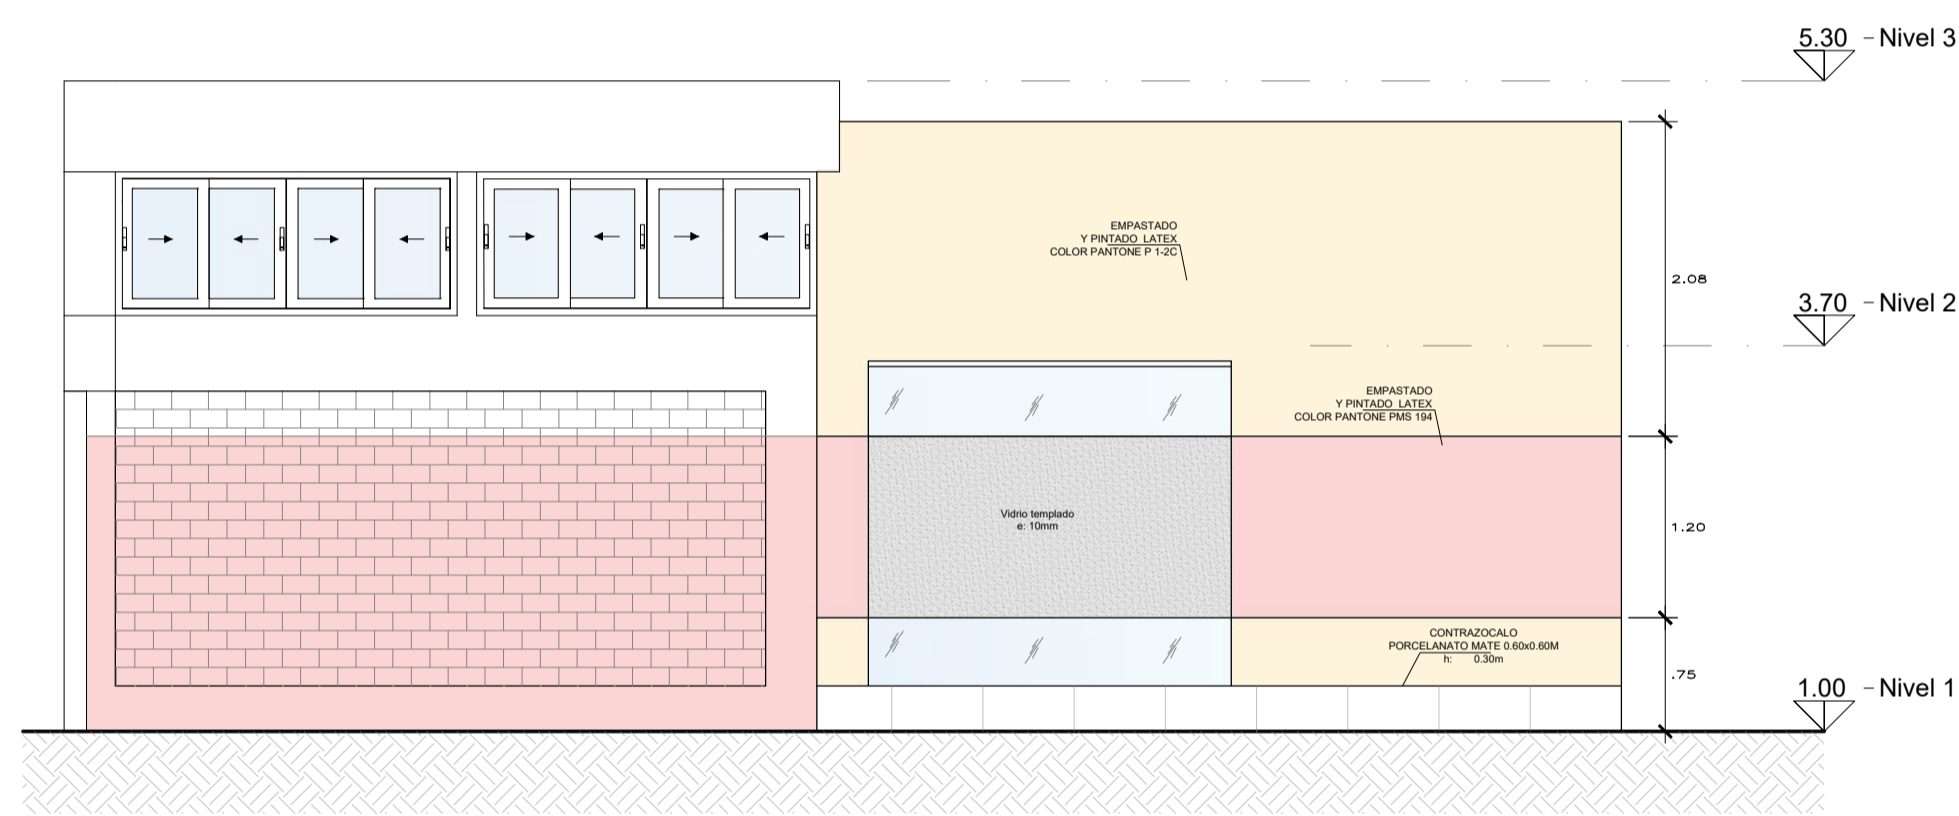 5.30 - Nivel 3
EMPASTADO
Y PINTADO LATEX
COLOR PANTONE P 1-2C
2.08
3.70 - Nivel 2
EMPASTADO
Y PINTADO LATEX
COLOR PANTONE PMS 194
Vidrio templado
e: 10mm
1.20
CONTRAZOCALO
PORCELANATO MATE 0.60x0.60M
h: 0.30m
.75
1.00 - Nivel 1